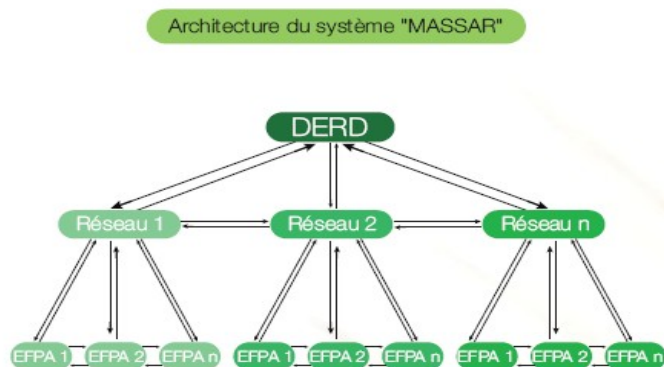 Architecture du système "MASSAR"
DERD
Réseau 1
Réseau 2
Réseau n
EFPA 1
EFPA 2
EFPA n
EFPA 1
EFPA 2
EFPA n
EFPA 1
EFPA 2
EFPA n